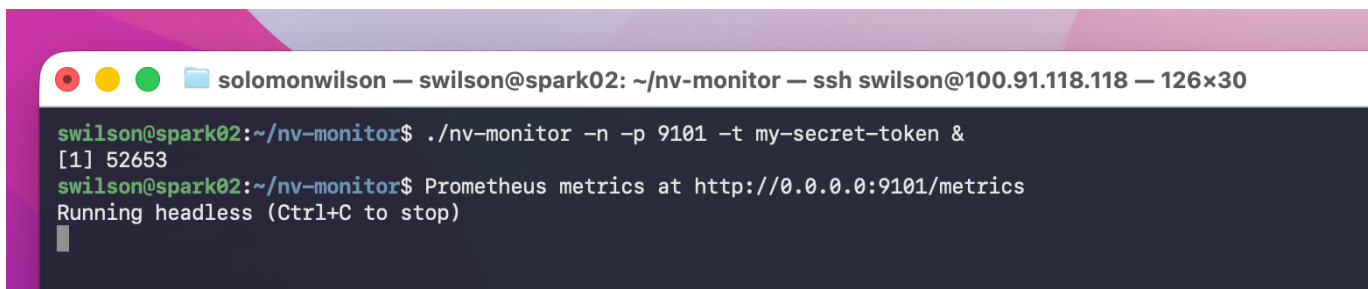 solomonwilson — swilson@spark02: ~/nv-monitor — ssh swilson@100.91.118.118 — 126×30
swilson@spark02:~/nv-monitor$ ./nv-monitor -n -p 9101 -t my-secret-token &
[1] 52653
swilson@spark02:~/nv-monitor$ Prometheus metrics at http://0.0.0.0:9101/metrics
Running headless (Ctrl+C to stop)